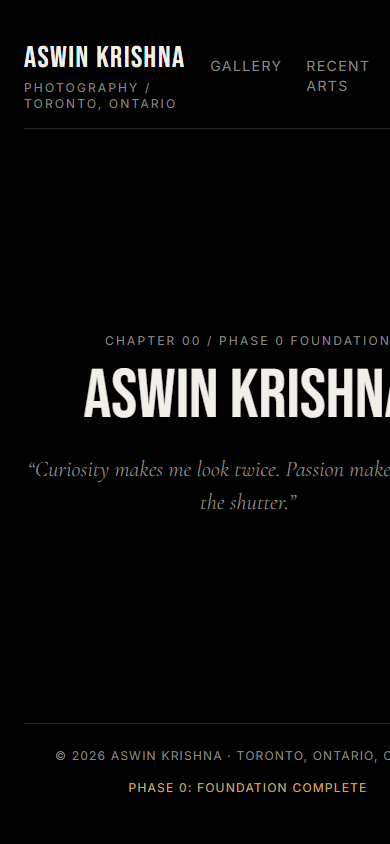 ASWIN KRISHNA
PHOTOGRAPHY /
TORONTO, ONTARIO
GALLERY
RECENT
ARTS
CHAPTER 00 / PHASE 0 FOUNDATION
ASWIN KRISHNA
“Curiosity makes me look twice. Passion make
the shutter.”
© 2026 ASWIN KRISHNA · TORONTO, ONTARIO,
PHASE 0: FOUNDATION COMPLETE